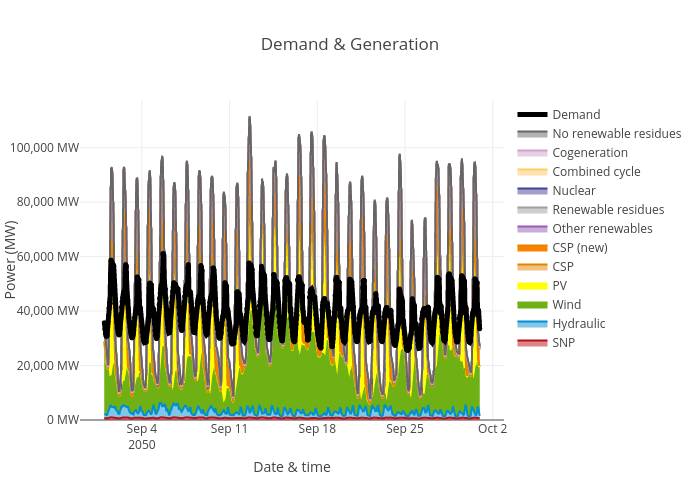 Demand & Generation
100,000 MW
80,000 MW
60,000 MW
40,000 MW
20,000 MW
0 MW
Power (MW)
Sep 4
2050
Sep 11
Sep 18
Sep 25
Oct 2
Date & time
Demand
No renewable residues
Cogeneration
Combined cycle
Nuclear
Renewable residues
Other renewables
CSP (new)
CSP
PV
Wind
Hydraulic
SNP